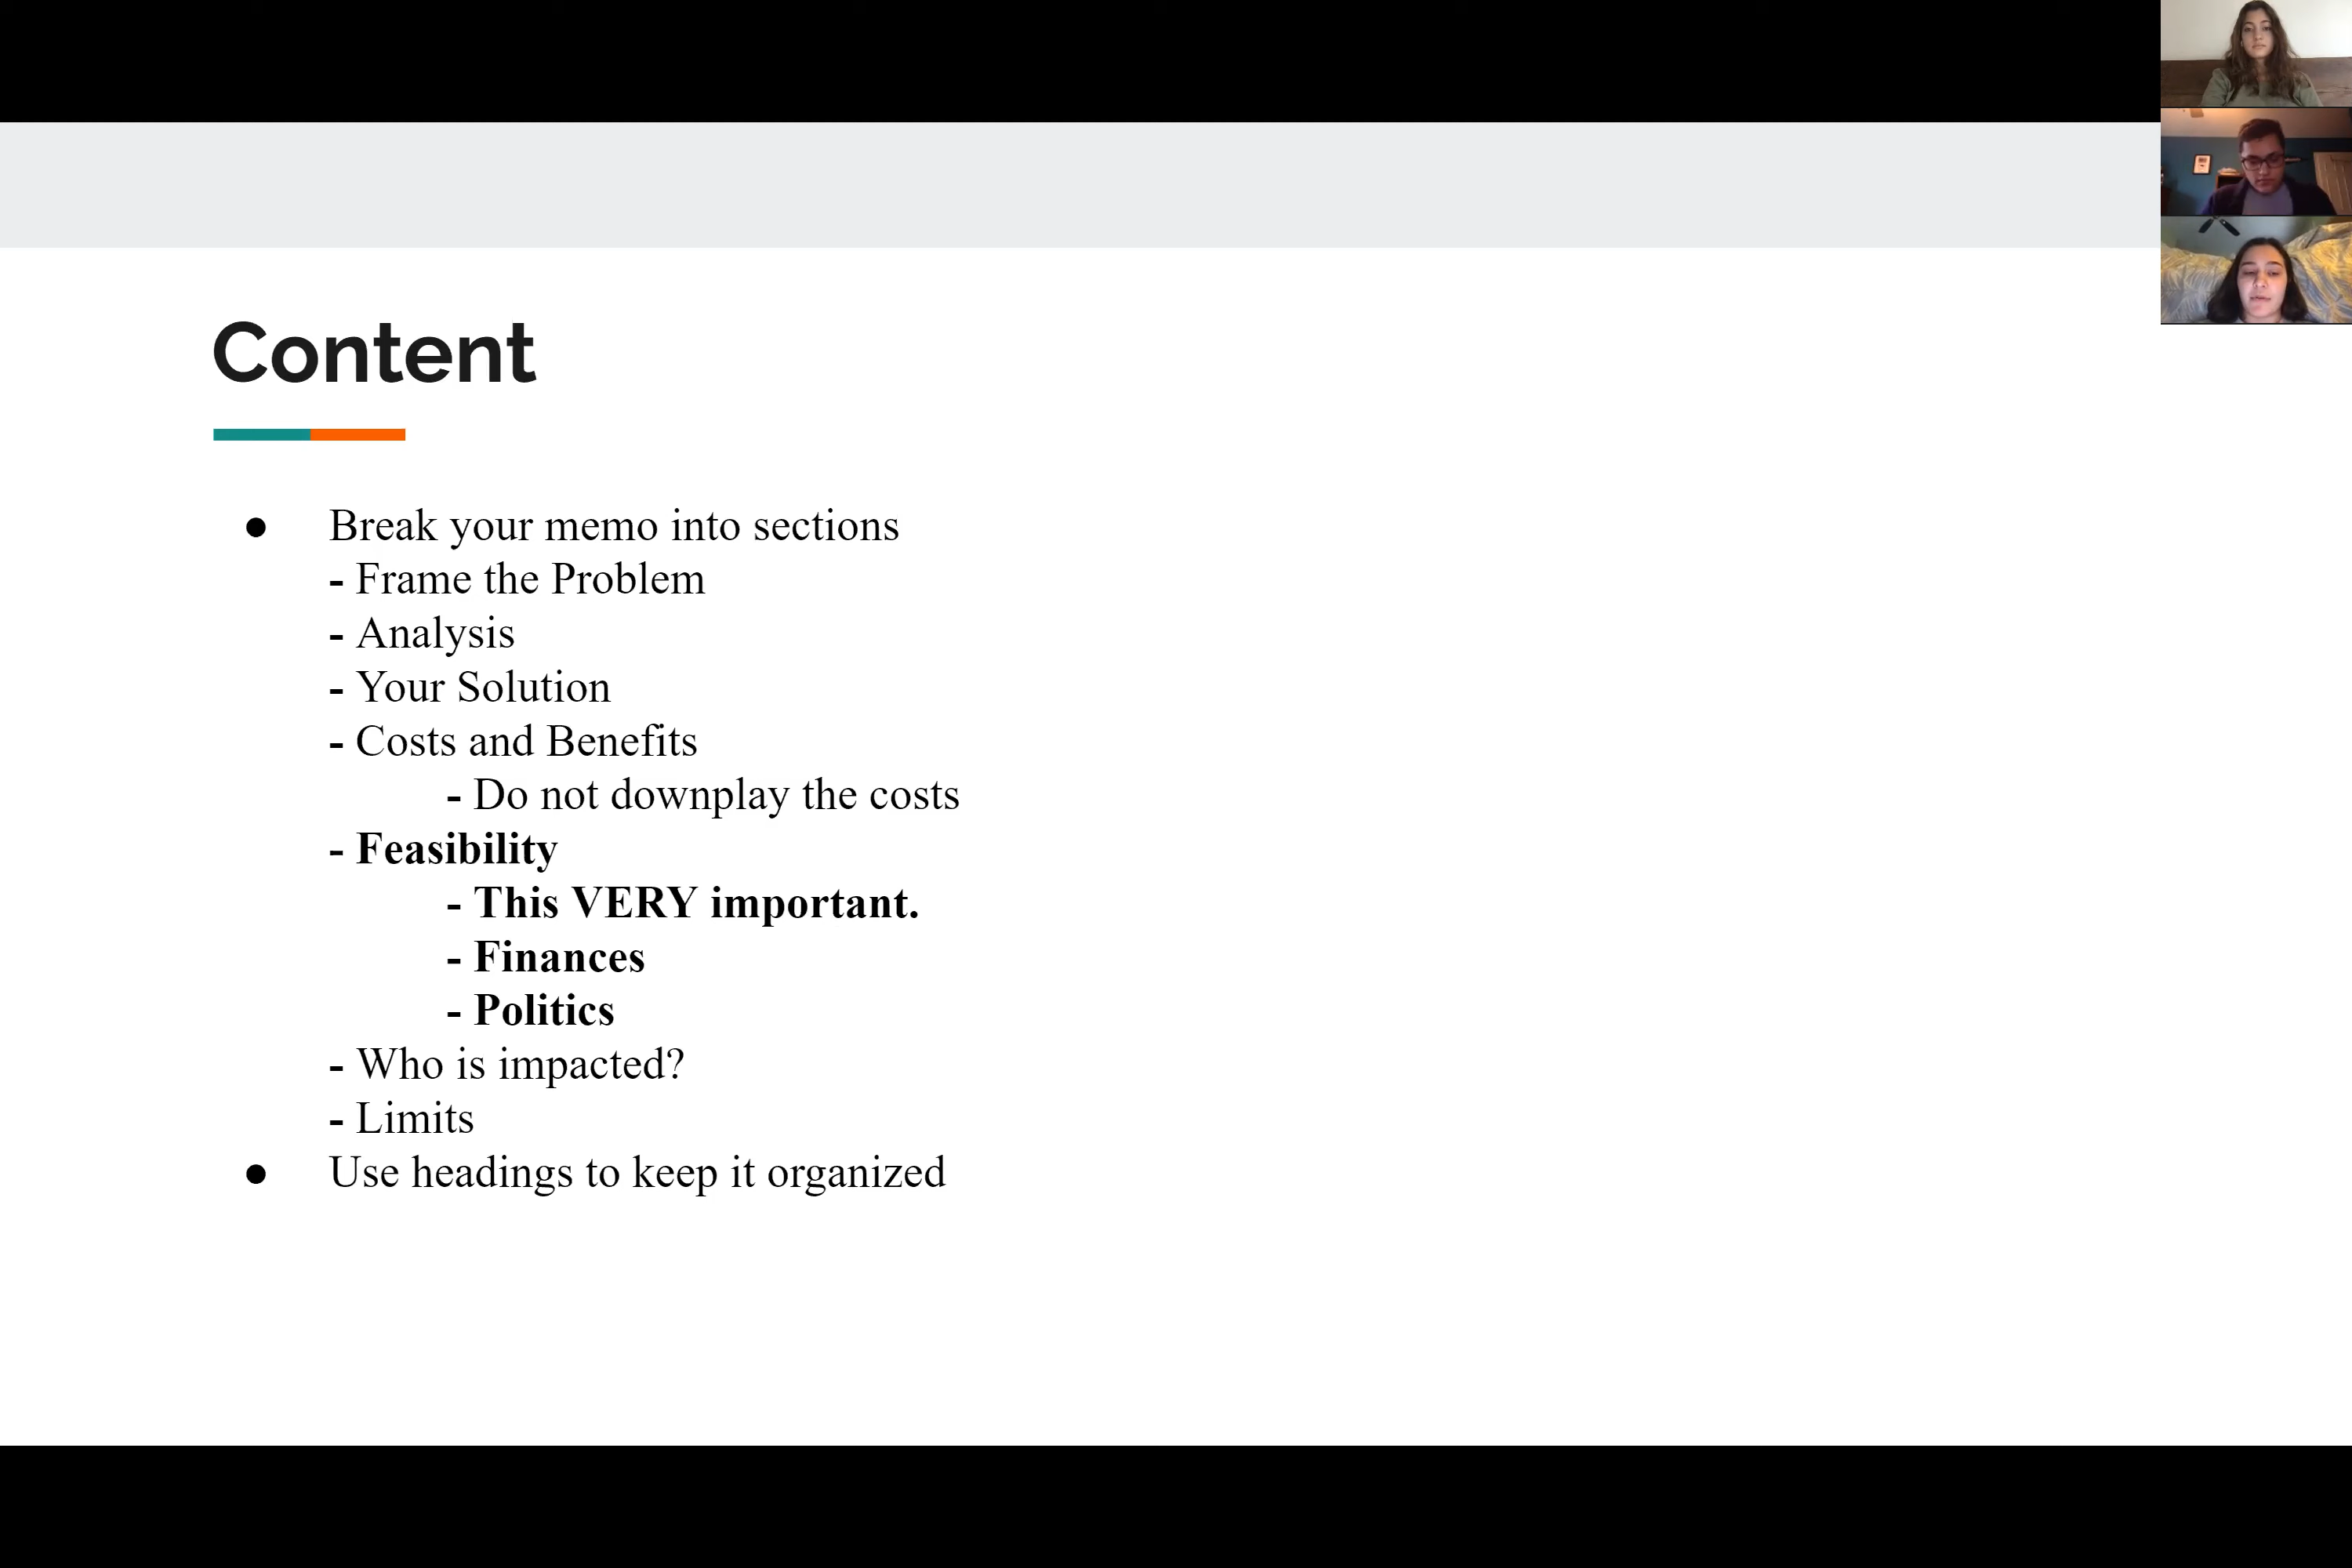 Content
● Break your memo into sections
- Frame the Problem
- Analysis
- Your Solution
- Costs and Benefits
- Do not downplay the costs
- Feasibility
- This VERY important.
- Finances
- Politics
- Who is impacted?
- Limits
● Use headings to keep it organized